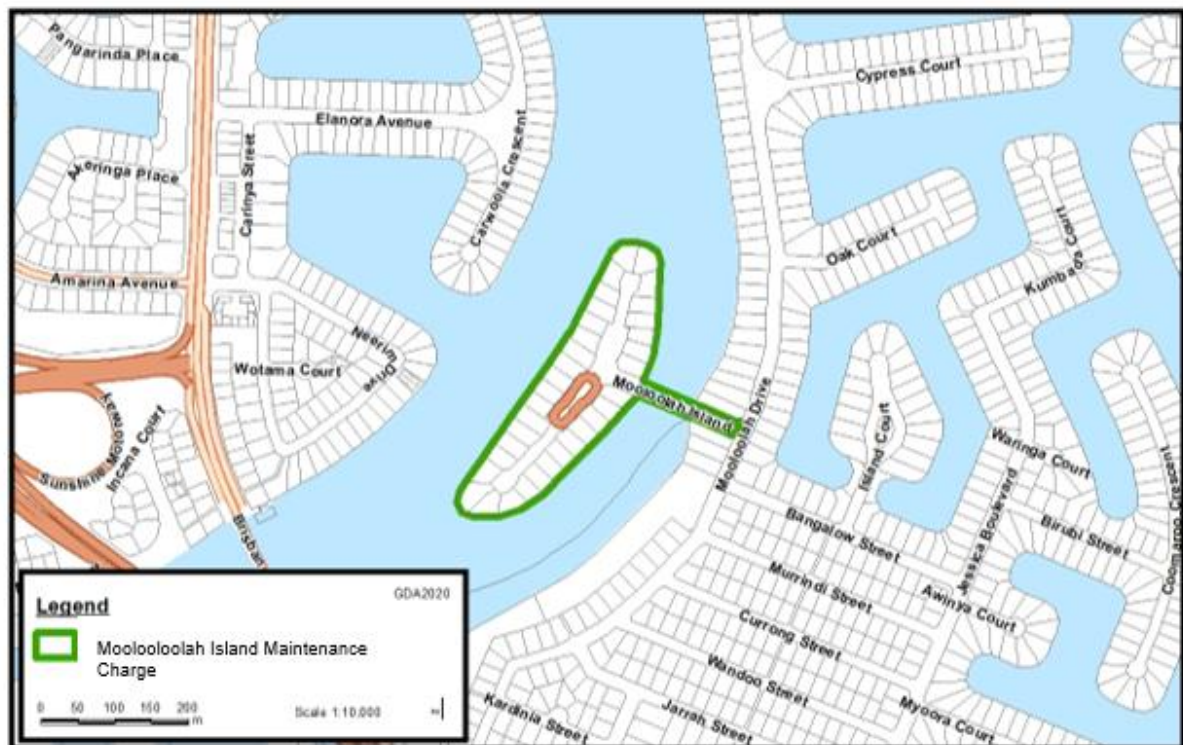 Pangarinda Place
Cypress Court
Elanora Avenue
Carinya Street
Carwoola Crescent
Akeringa Place
Oak Court
Kumbada Court
Amarina Avenue
Neerim Drive
Wotama Court
Mooloolah Island
Mooloolah Drive
Island Court
Waringa Court
Sunshine Motorway
Incana Court
Brisban
Bangalow Street
Jessica Boulevard
Birubi Street
Coomaroo Crescent
Murrindi Street
Awinya Court
Currong Street
Wandoo Street
Myoora Court
Kardinia Street
Jarrah Street
Legend
GDA2020
Moolooloolah Island Maintenance
Charge
0 50 100 150 200
m
Scale 1:10,000